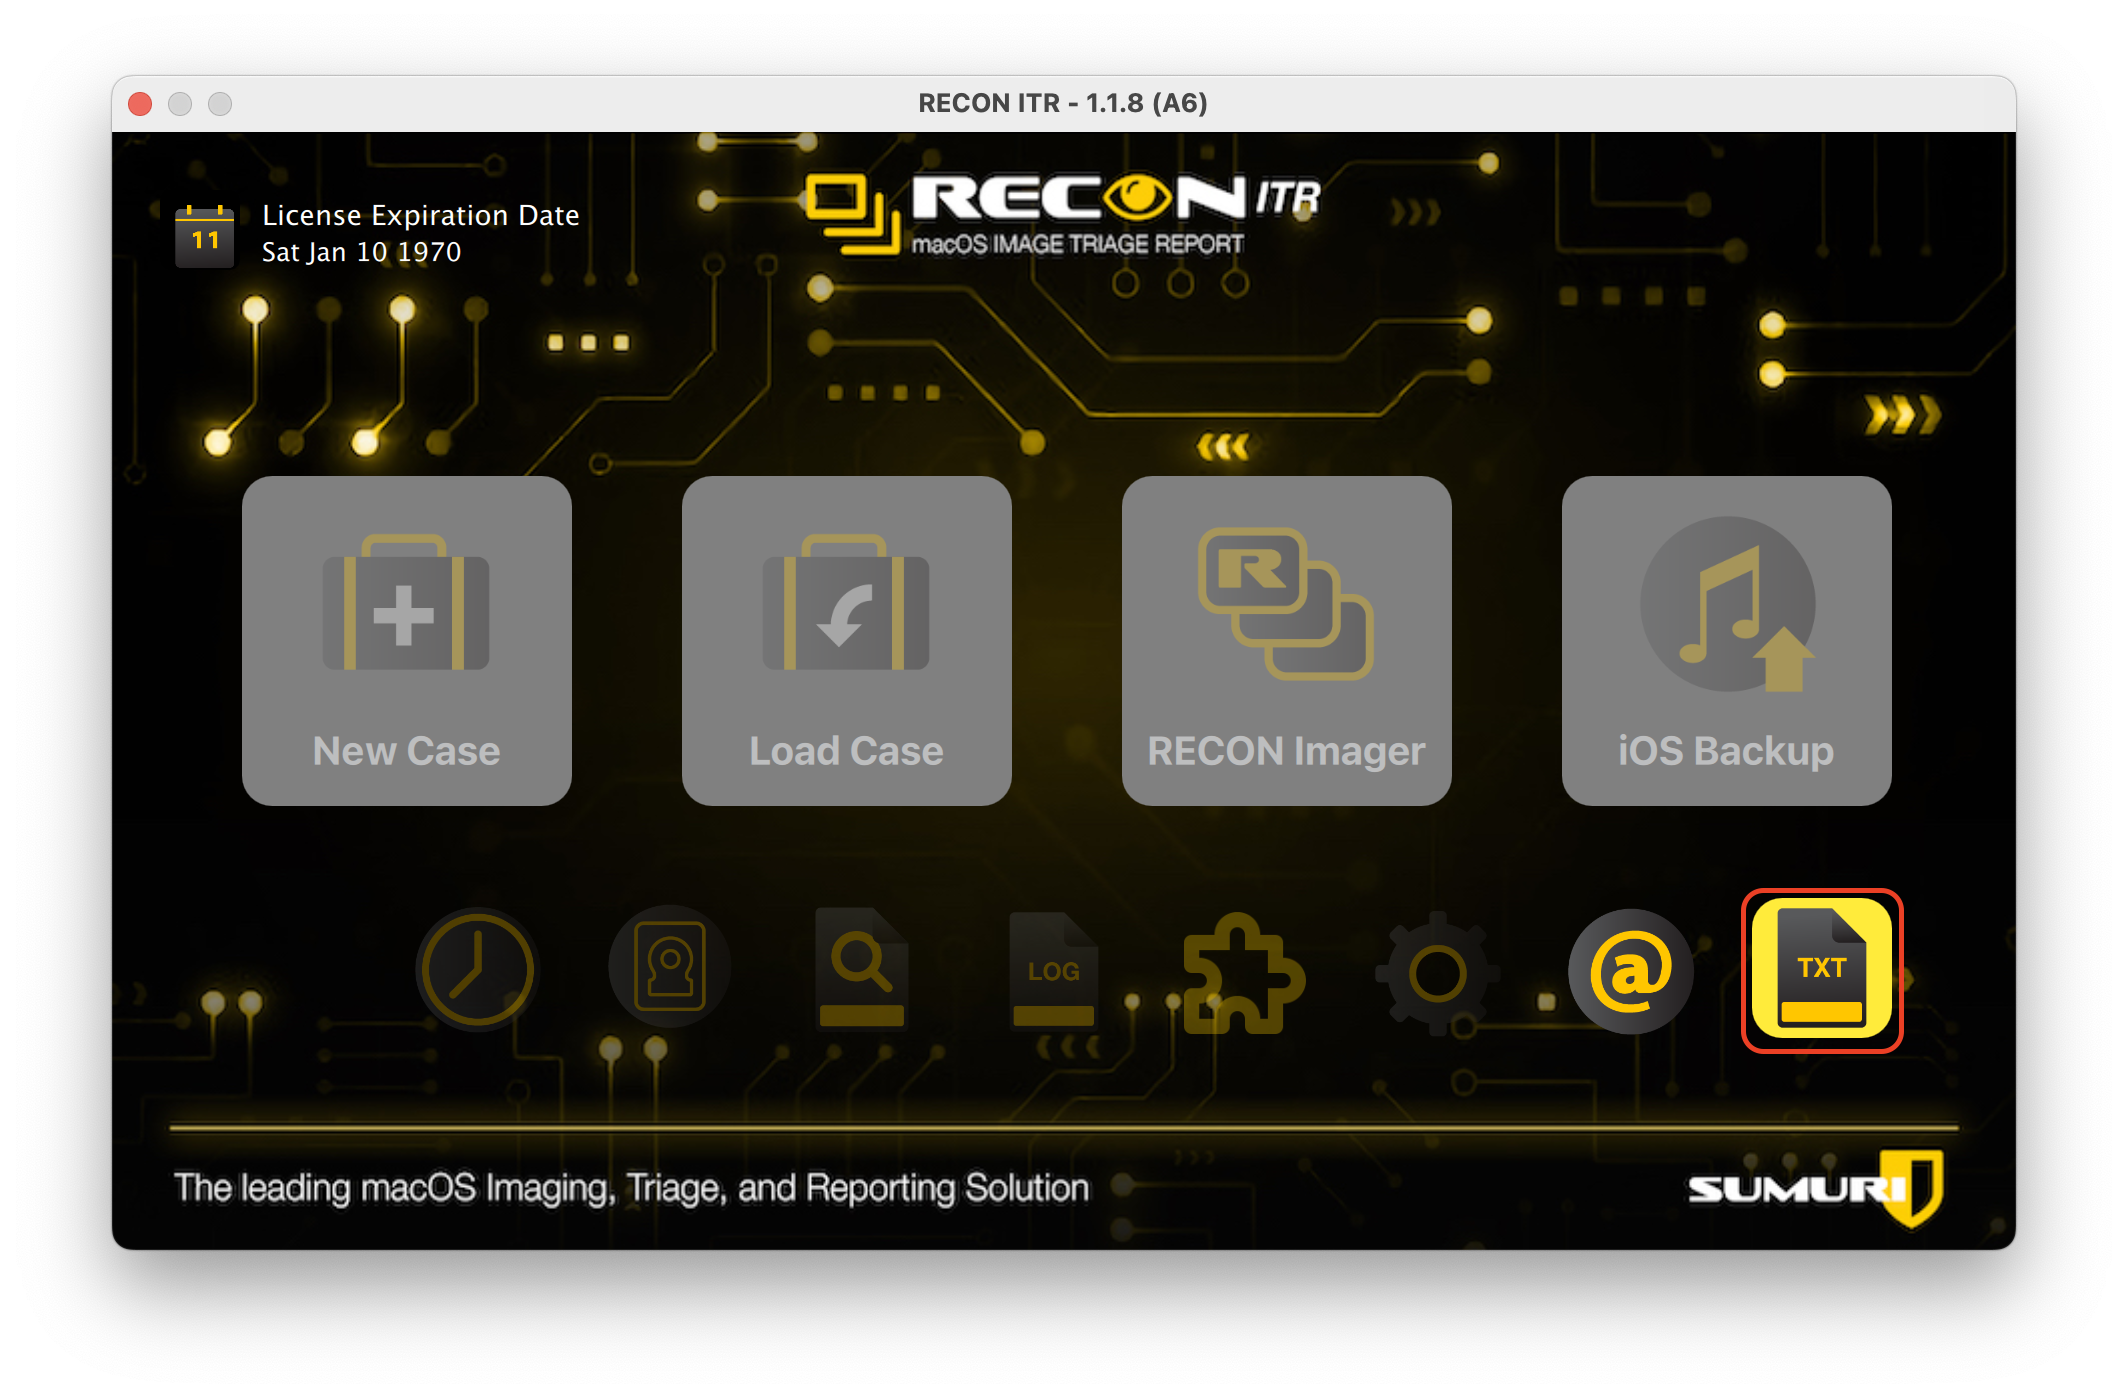 RECON ITR - 1.1.8 (A6)
License Expiration Date
Sat Jan 10 1970
11
RECON ITR
macOS IMAGE TRIAGE REPORT
R
New Case
Load Case
RECON Imager
iOS Backup
LOG
@
TXT
The leading macOS Imaging, Triage, and Reporting Solution
SUMURI